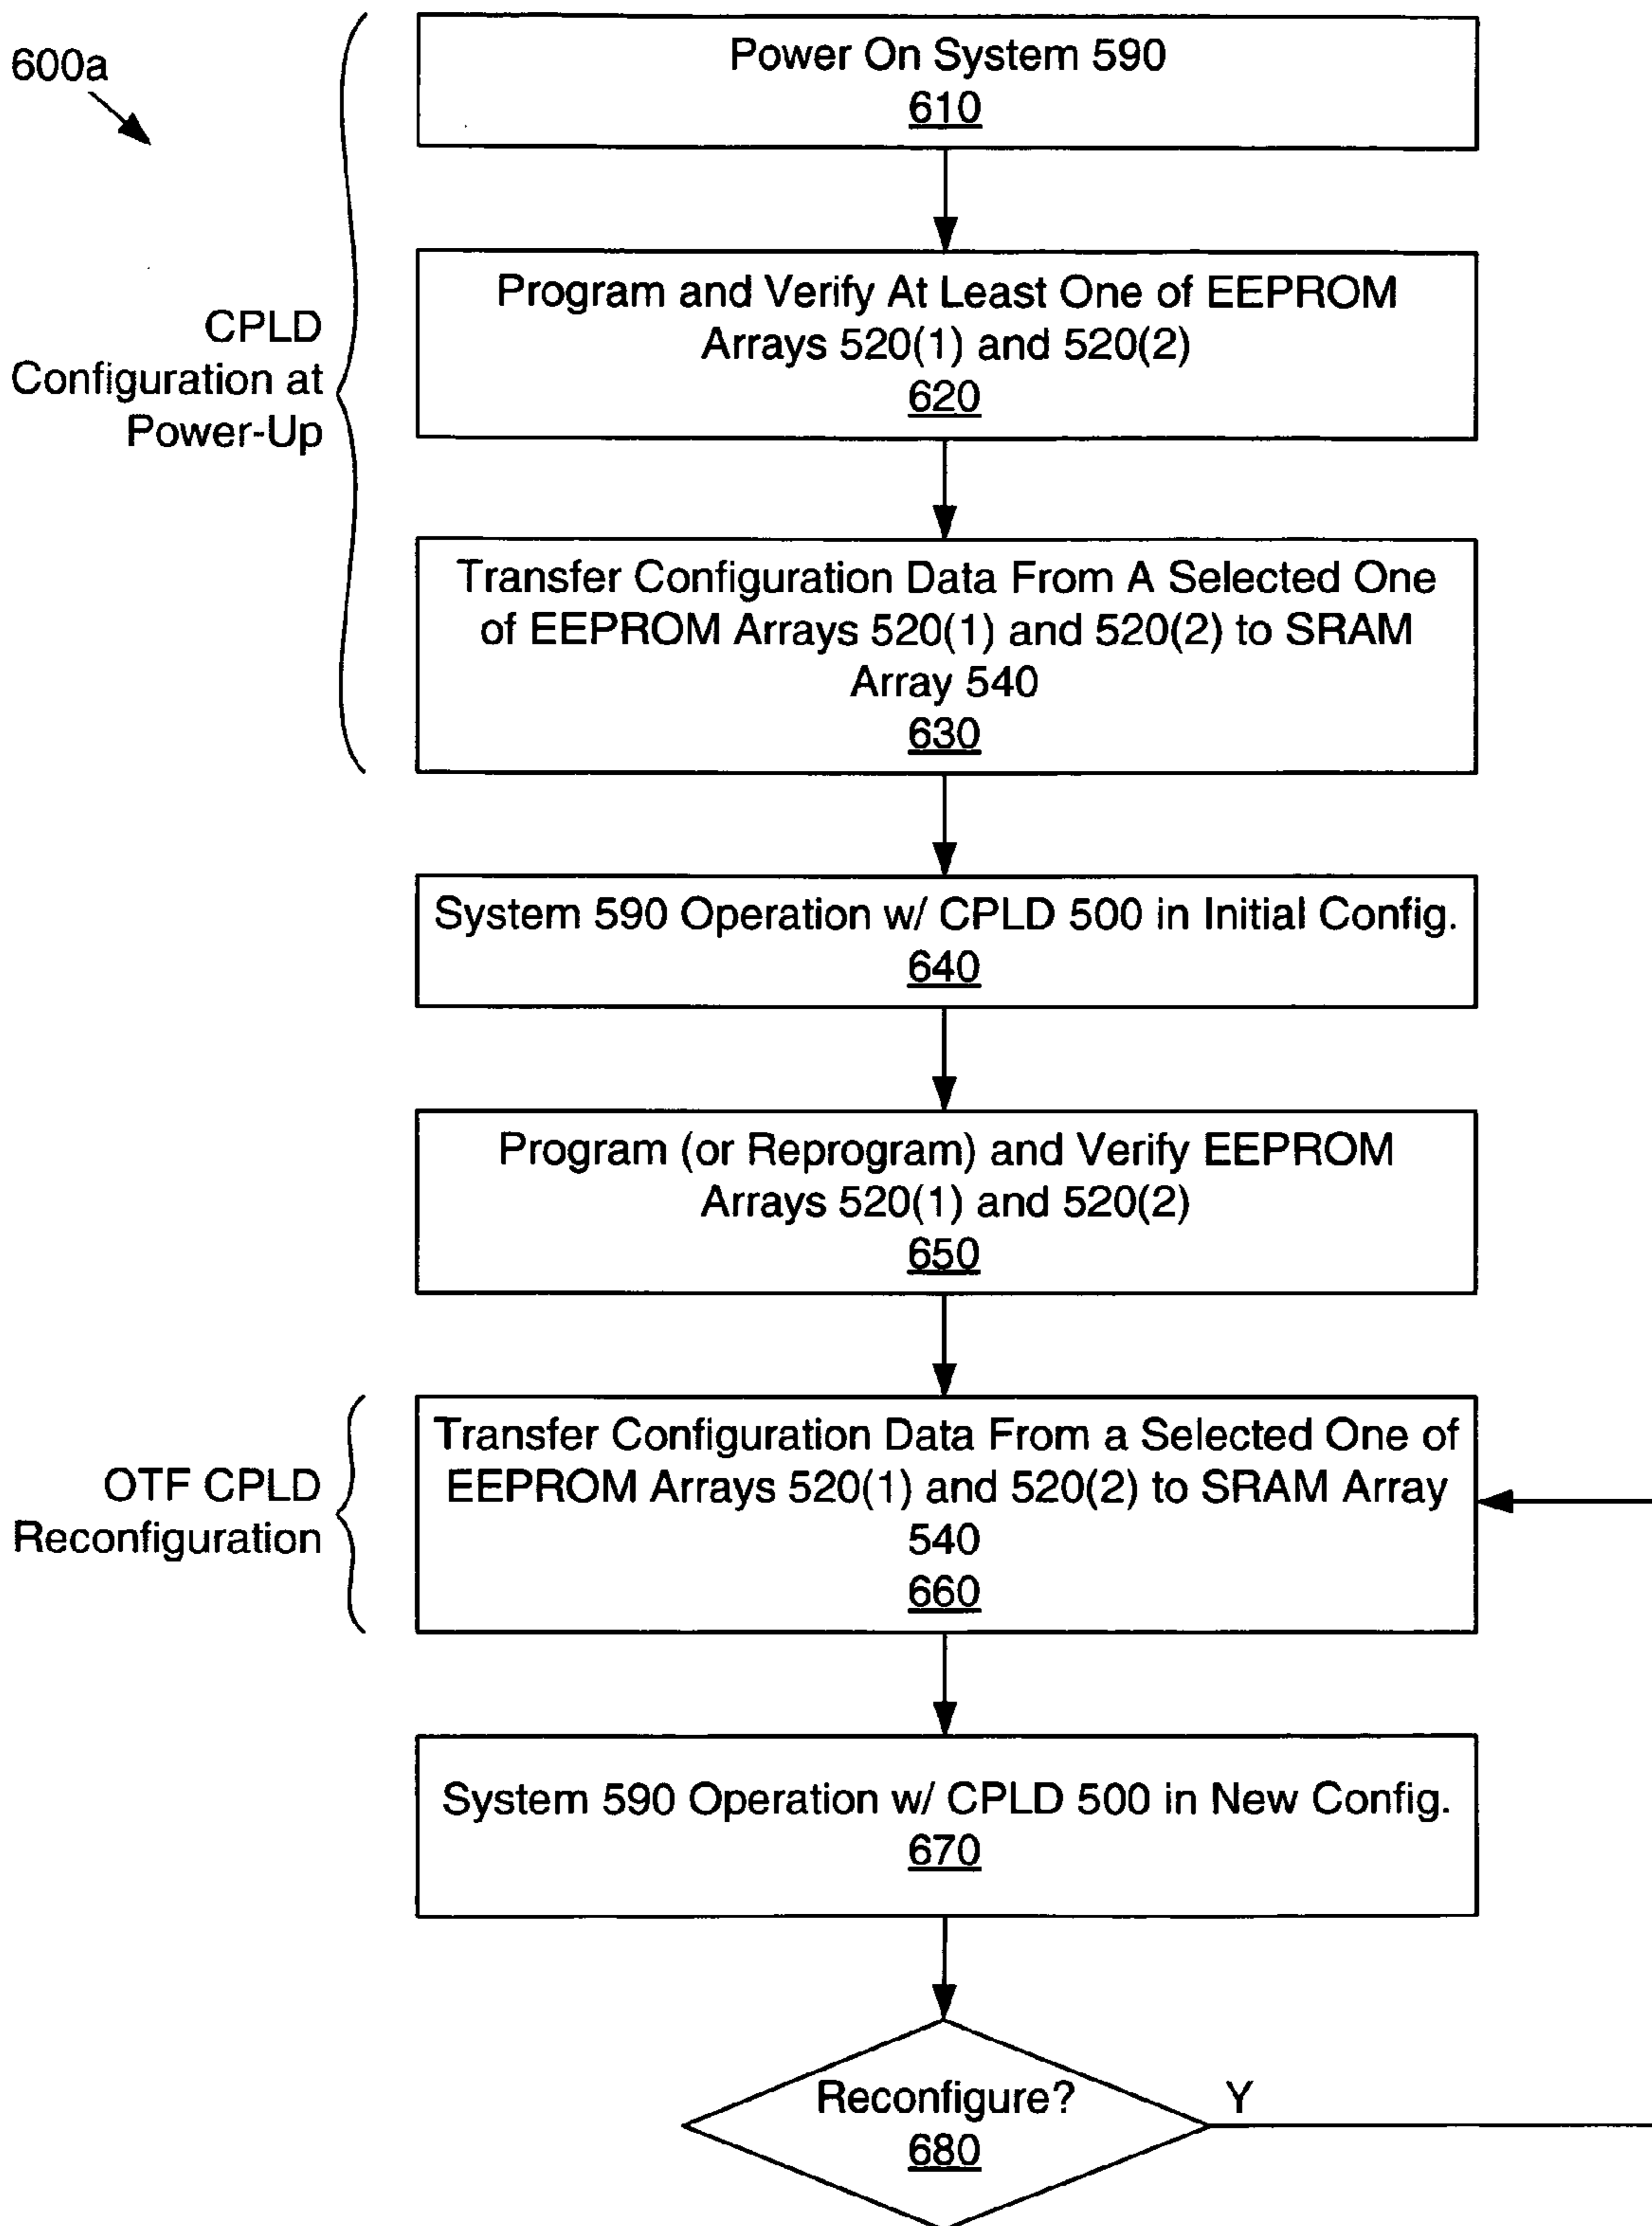 600a
Power On System 590
610
CPLD
Configuration at
Power-Up
Program and Verify At Least One of EEPROM
Arrays 520(1) and 520(2)
620
Transfer Configuration Data From A Selected One
of EEPROM Arrays 520(1) and 520(2) to SRAM
Array 540
630
System 590 Operation w/ CPLD 500 in Initial Config.
640
Program (or Reprogram) and Verify EEPROM
Arrays 520(1) and 520(2)
650
OTF CPLD
Reconfiguration
Transfer Configuration Data From a Selected One of
EEPROM Arrays 520(1) and 520(2) to SRAM Array
540
660
System 590 Operation w/ CPLD 500 in New Config.
670
Reconfigure?
680
Y